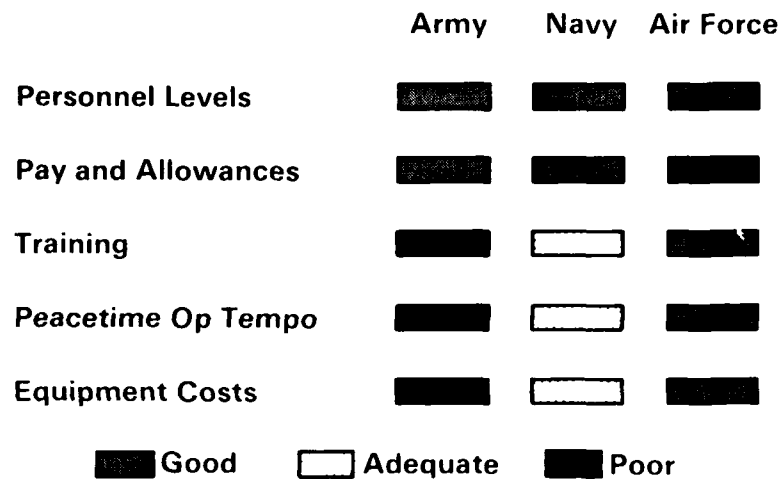 Army Navy Air Force
Personnel Levels
Pay and Allowances
Training
Peacetime Op Tempo
Equipment Costs
Good Adequate Poor